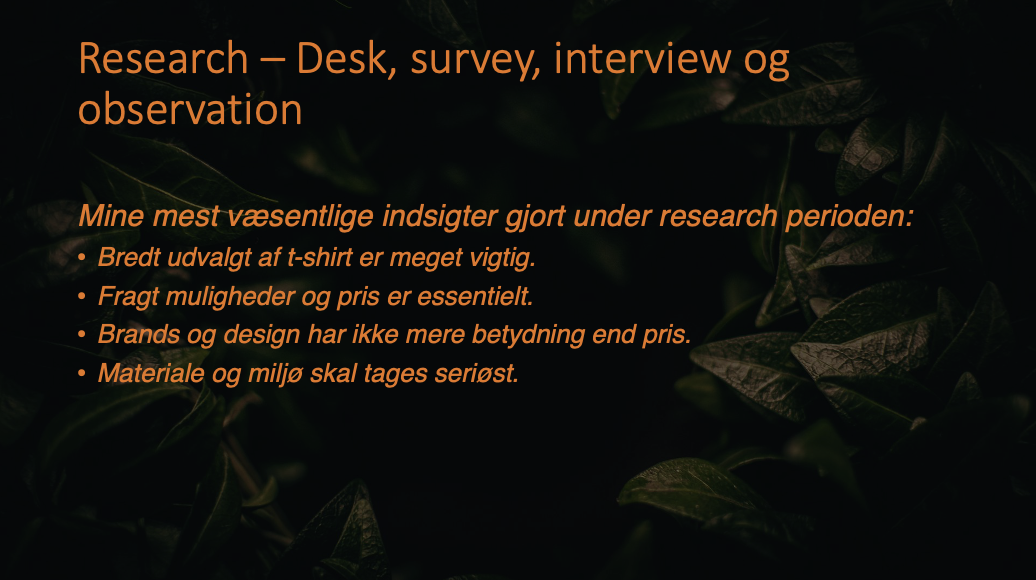 Research – Desk, survey, interview og
observation
Mine mest væsentlige indsigter gjort under research perioden:
• Bredt udvalgt af t-shirt er meget vigtig.
• Fragt muligheder og pris er essentielt.
• Brands og design har ikke mere betydning end pris.
• Materiale og miljø skal tages seriøst.